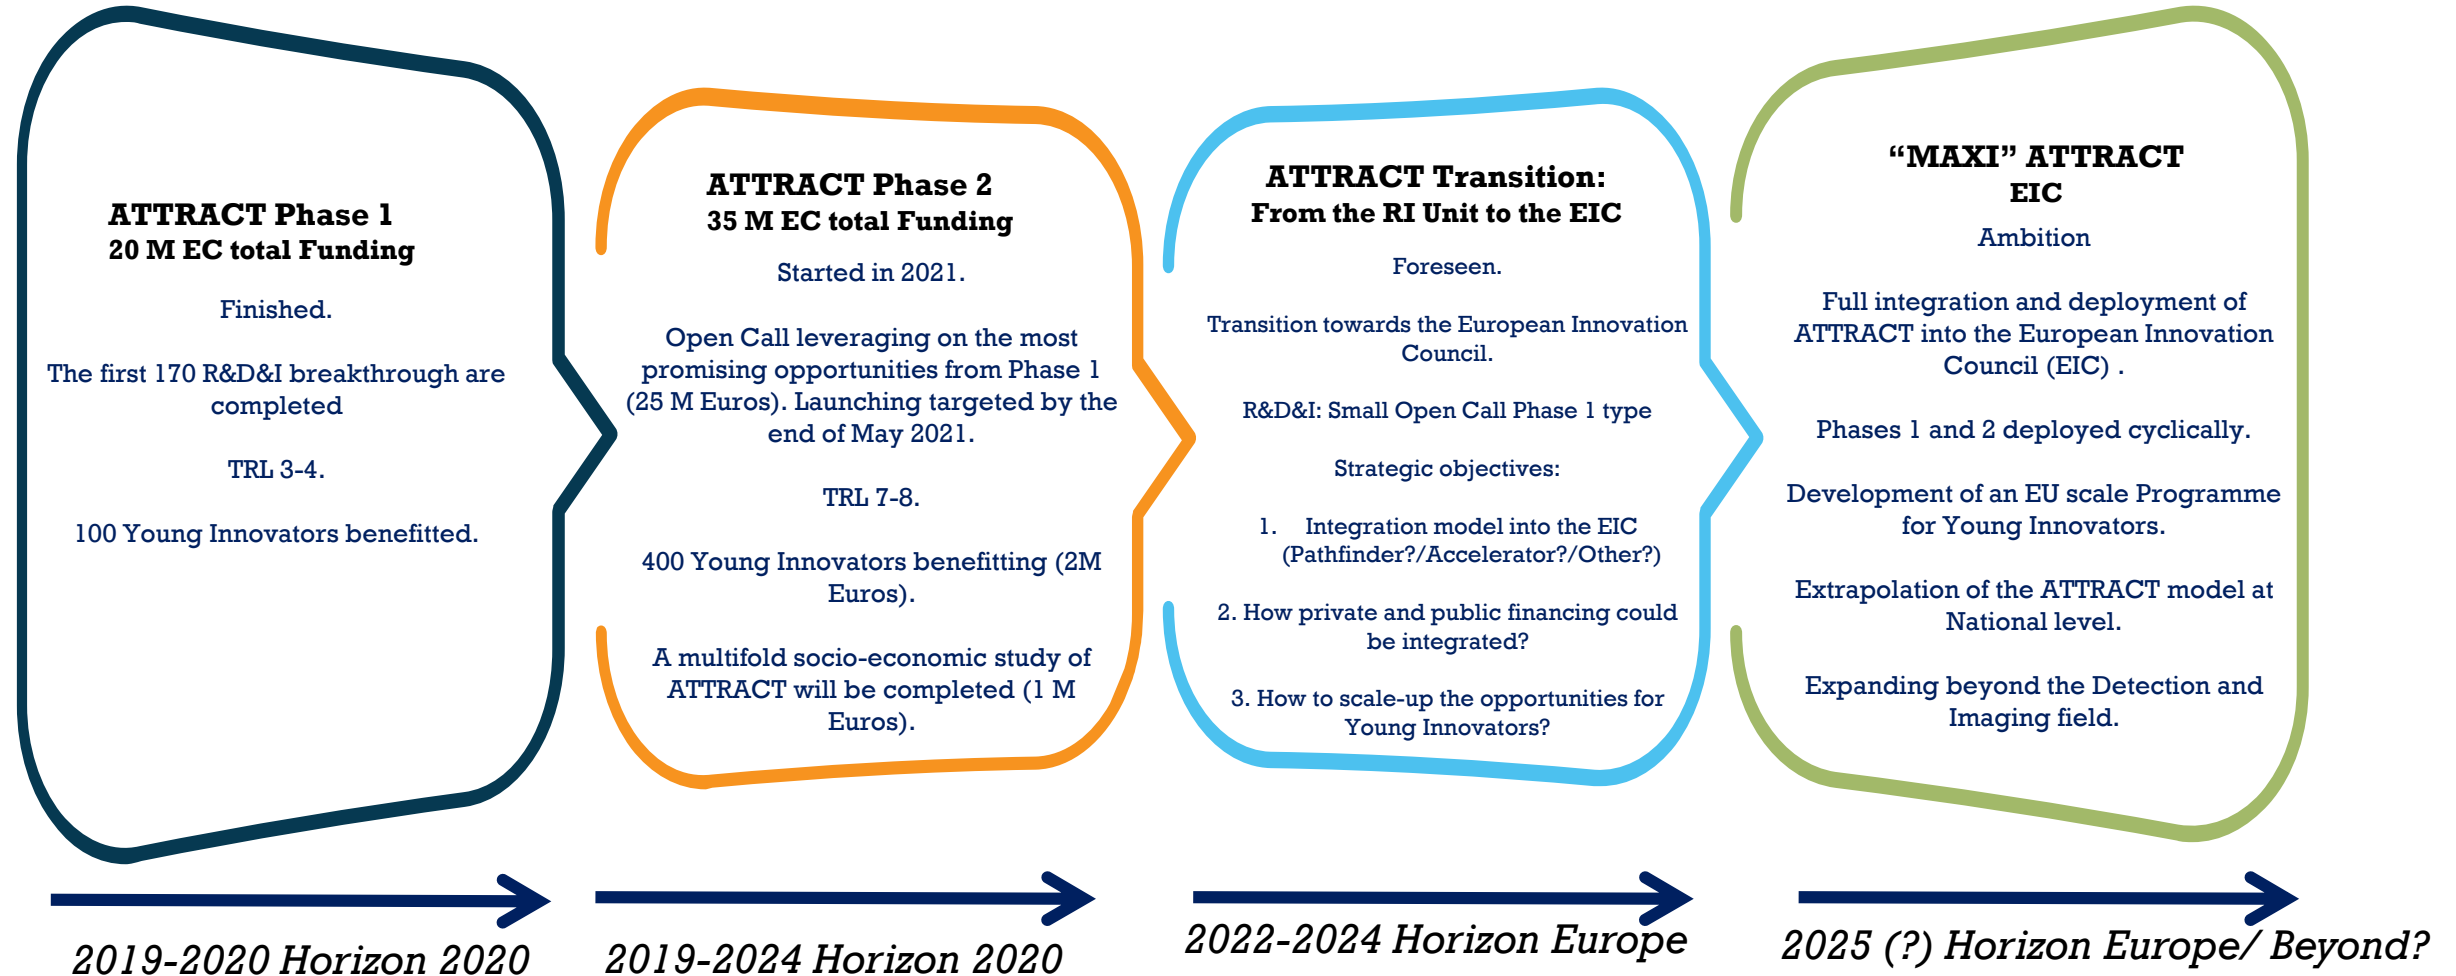 ATTRACT Phase 1
20 M EC total Funding
Finished.
The first 170 R&D&I breakthrough are
completed
TRL 3-4.
100 Young Innovators benefitted.
2019-2020 Horizon 2020
ATTRACT Phase 2
35 M EC total Funding
Started in 2021.
Open Call leveraging on the most
promising opportunities from Phase 1
(25 M Euros). Launching targeted by the
end of May 2021.
TRL 7-8.
400 Young Innovators benefitting (2M
Euros).
A multifold socio-economic study of
ATTRACT will be completed (1 M
Euros).
2019-2024 Horizon 2020
ATTRACT Transition:
From the RI Unit to the EIC
Foreseen.
Transition towards the European Innovation
Council.
R&D&I: Small Open Call Phase 1 type
Strategic objectives:
1. Integration model into the EIC
(Pathfinder?/Accelerator?/Other?)
2. How private and public financing could
be integrated?
3. How to scale-up the opportunities for
Young Innovators?
2022-2024 Horizon Europe
“MAXI” ATTRACT
EIC
Ambition
Full integration and deployment of
ATTRACT into the European Innovation
Council (EIC) .
Phases 1 and 2 deployed cyclically.
Development of an EU scale Programme
for Young Innovators.
Extrapolation of the ATTRACT model at
National level.
Expanding beyond the Detection and
Imaging field.
2025 (?) Horizon Europe/ Beyond?